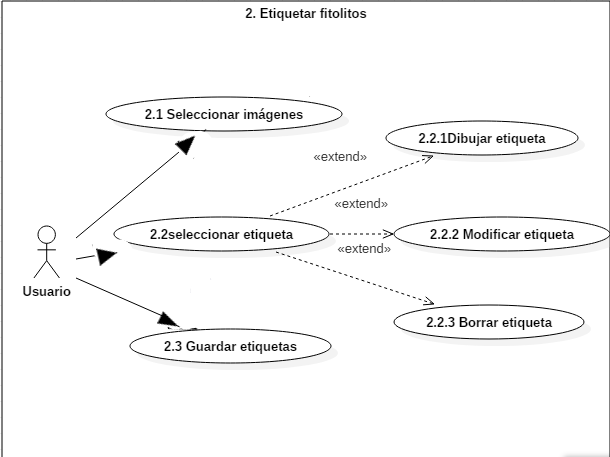 2. Etiquetar fitolitos
2.1 Seleccionar imágenes
2.2.1Dibujar etiqueta
«extend»
«extend»
2.2seleccionar etiqueta
2.2.2 Modificar etiqueta
«extend»
Usuario
2.2.3 Borrar etiqueta
2.3 Guardar etiquetas